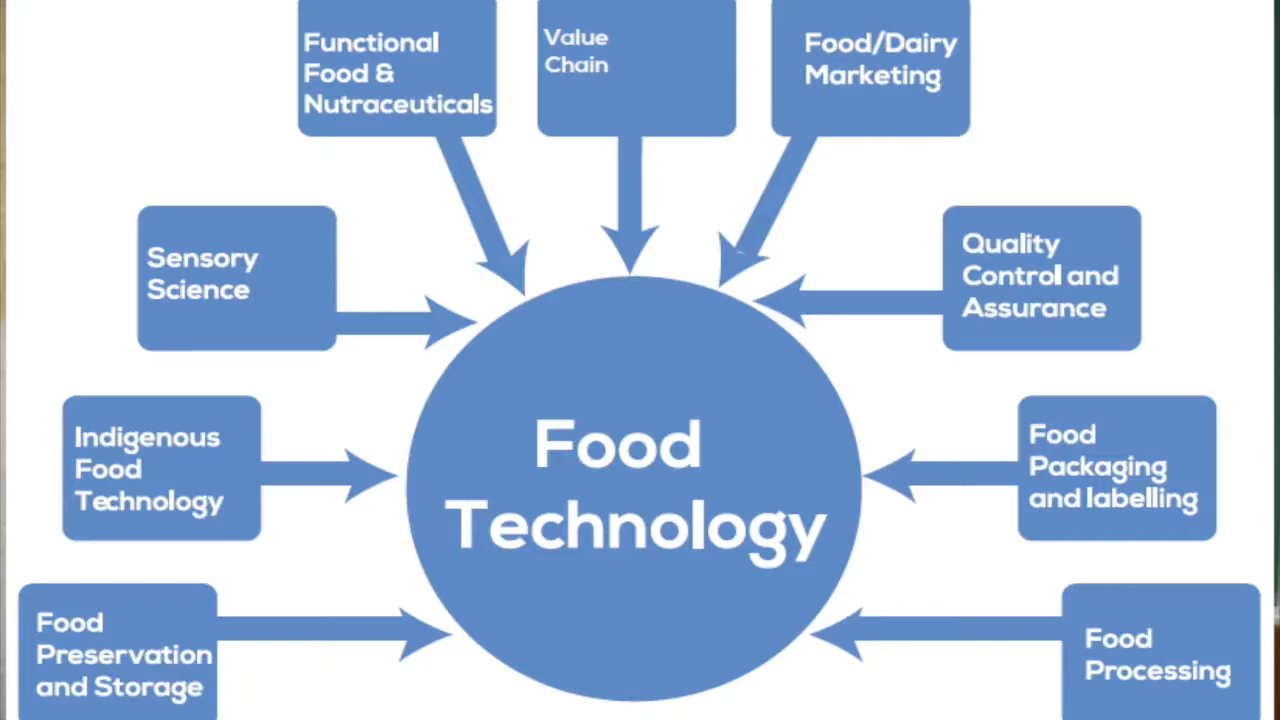 Functional
Food &
Nutraceuticals
Value
Chain
Food/Dairy
Marketing
Sensory
Science
Quality
Control and
Assurance
Indigenous
Food
Technology
Food
Technology
Food
Packaging
and labelling
Food
Preservation
and Storage
Food
Processing